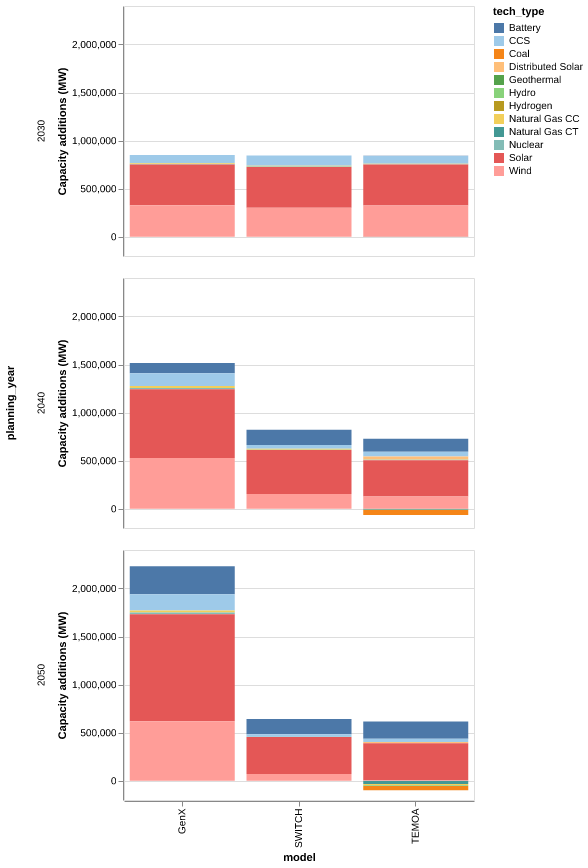 tech_type
Battery
CCS
Coal
Distributed Solar
Geothermal
Hydro
Hydrogen
Natural Gas CC
Natural Gas CT
Nuclear
Solar
Wind
planning_year
2030
Capacity additions (MW)
2,000,000
1,500,000
1,000,000
500,000
0
2040
Capacity additions (MW)
2,000,000
1,500,000
1,000,000
500,000
0
2050
Capacity additions (MW)
2,000,000
1,500,000
1,000,000
500,000
0
GenX
SWITCH
TEMOA
model